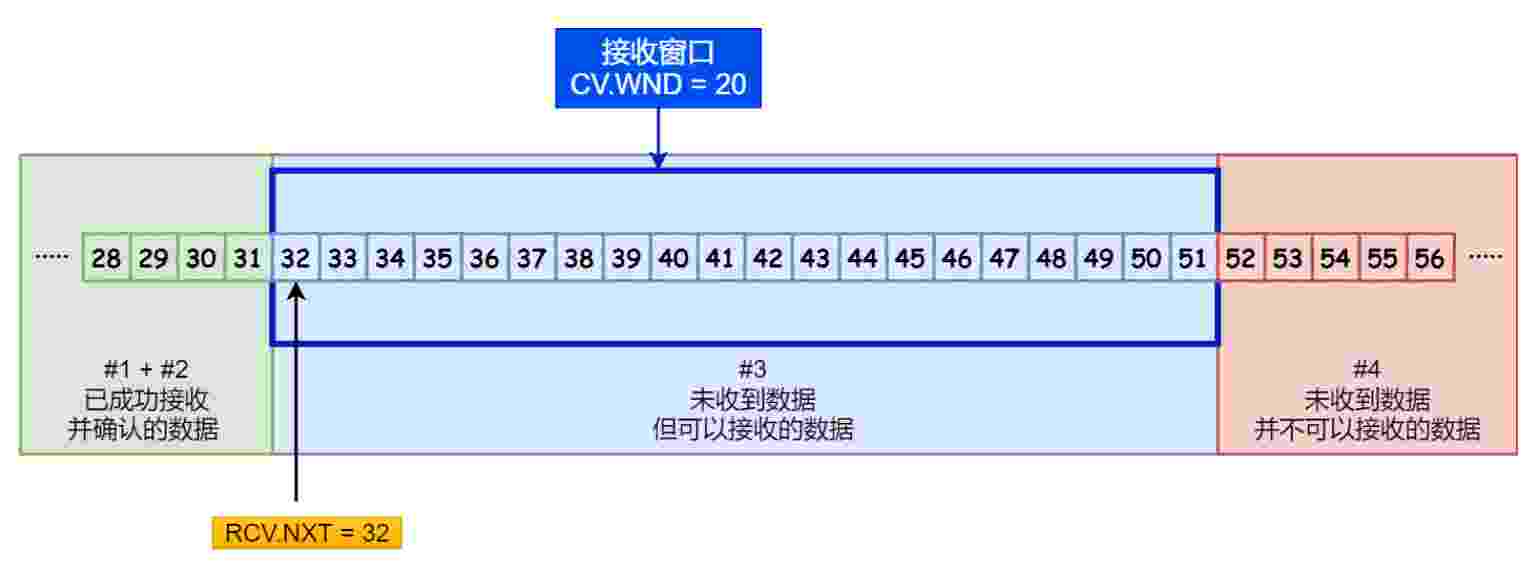 接收窗口
CV.WND = 20
····· 28 29 30 31 32 33 34 35 36 37 38 39 40 41 42 43 44 45 46 47 48 49 50 51 52 53 54 55 56 ·····
#1 + #2
已成功接收
并确认的数据
#3
未收到数据
但可以接收的数据
#4
未收到数据
并不可以接收的数据
RCV.NXT = 32